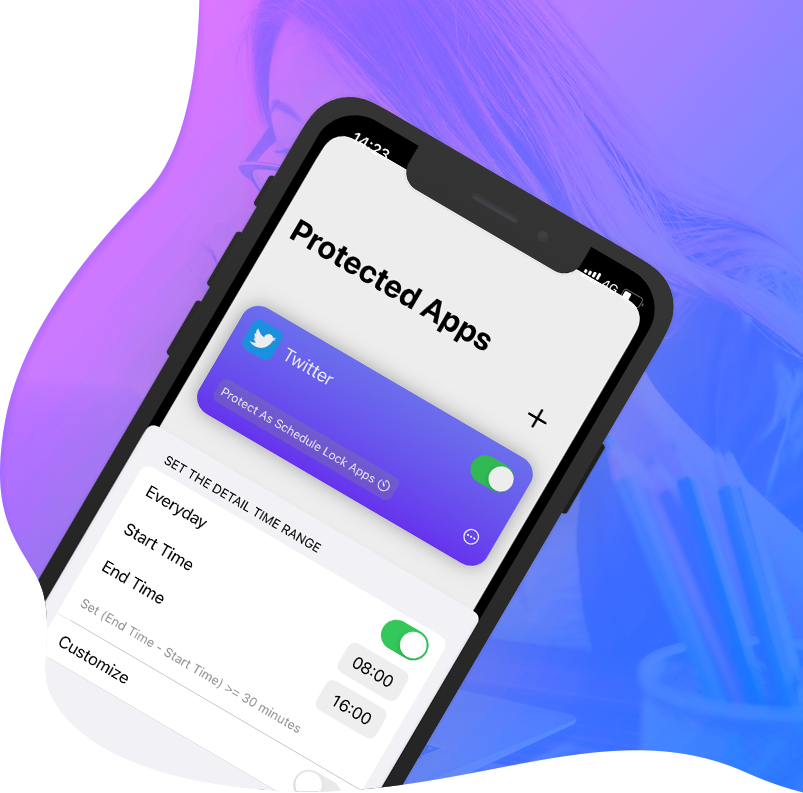 14:23
4G
Protected Apps
Twitter
Protect As Schedule Lock Apps
SET THE DETAIL TIME RANGE
Everyday
Start Time
08:00
End Time
16:00
Set (End Time - Start Time) >= 30 minutes
Customize